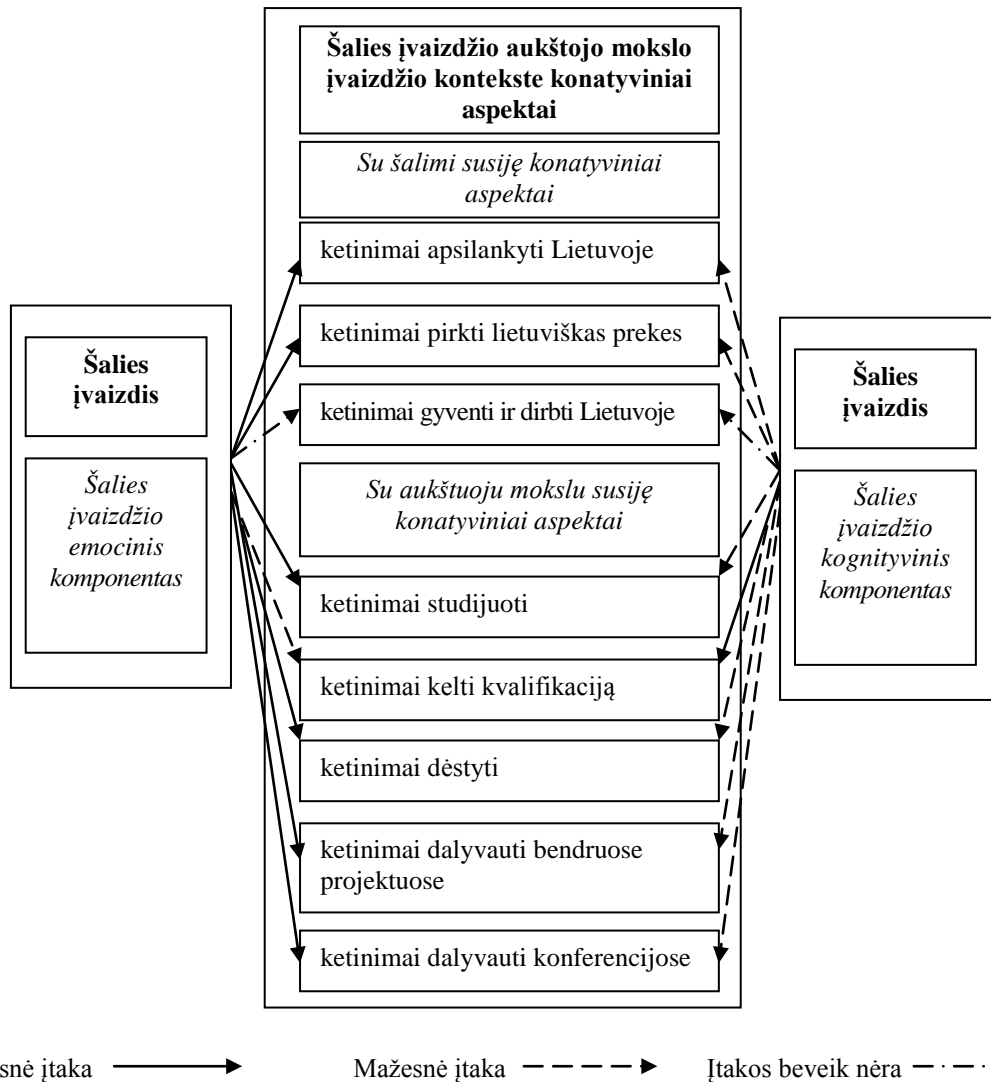 Šalies įvaizdžio aukštojo mokslo
įvaizdžio kontekste konatyviniai
aspektai
Su šalimi susiję konatyviniai
aspektai
ketinimai apsilankyti Lietuvoje
ketinimai pirkti lietuviškas prekes
ketinimai gyventi ir dirbti Lietuvoje
Su aukštuoju mokslu susiję
konatyviniai aspektai
ketinimai studijuoti
ketinimai kelti kvalifikaciją
ketinimai dėstyti
ketinimai dalyvauti bendruose
projektuose
ketinimai dalyvauti konferencijose
Šalies
įvaizdis
Šalies
įvaizdžio
emocinis
komponentas
Šalies
įvaizdis
Šalies
įvaizdžio
kognityvinis
komponentas
snė įtaka
Mažesnė įtaka
Įtakos beveik nėra